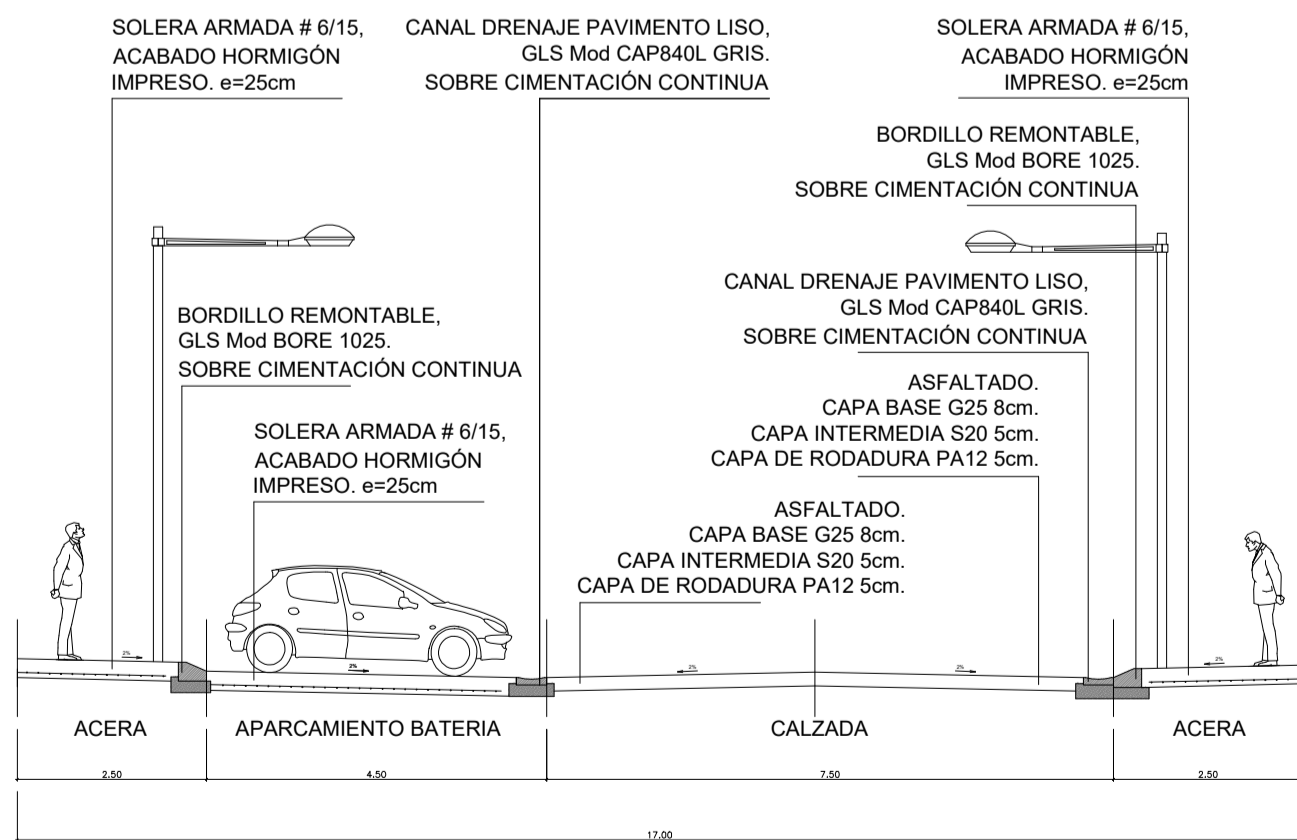 SOLERA ARMADA # 6/15,
ACABADO HORMIGÓN
IMPRESO. e=25cm
CANAL DRENAJE PAVIMENTO LISO,
GLS Mod CAP840L GRIS.
SOBRE CIMENTACIÓN CONTINUA
SOLERA ARMADA # 6/15,
ACABADO HORMIGÓN
IMPRESO. e=25cm
BORDILLO REMONTABLE,
GLS Mod BORE 1025.
SOBRE CIMENTACIÓN CONTINUA
CANAL DRENAJE PAVIMENTO LISO,
GLS Mod CAP840L GRIS.
SOBRE CIMENTACIÓN CONTINUA
BORDILLO REMONTABLE,
GLS Mod BORE 1025.
SOBRE CIMENTACIÓN CONTINUA
ASFALTADO.
CAPA BASE G25 8cm.
CAPA INTERMEDIA S20 5cm.
CAPA DE RODADURA PA12 5cm.
SOLERA ARMADA # 6/15,
ACABADO HORMIGÓN
IMPRESO. e=25cm
ASFALTADO.
CAPA BASE G25 8cm.
CAPA INTERMEDIA S20 5cm.
CAPA DE RODADURA PA12 5cm.
2%
2%
2%
2%
2%
ACERA
APARCAMIENTO BATERIA
CALZADA
ACERA
2.50
4.50
7.50
2.50
17.00